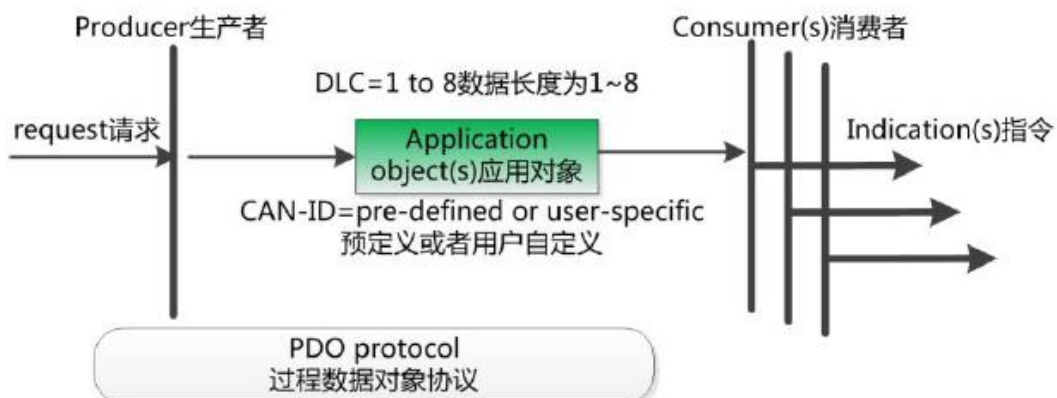 Producer生产者
Consumer(s)消费者
DLC=1 to 8数据长度为1~8
request请求
Application
object(s)应用对象
Indication(s)指令
CAN-ID=pre-defined or user-specific
预定义或者用户自定义
PDO protocol
过程数据对象协议